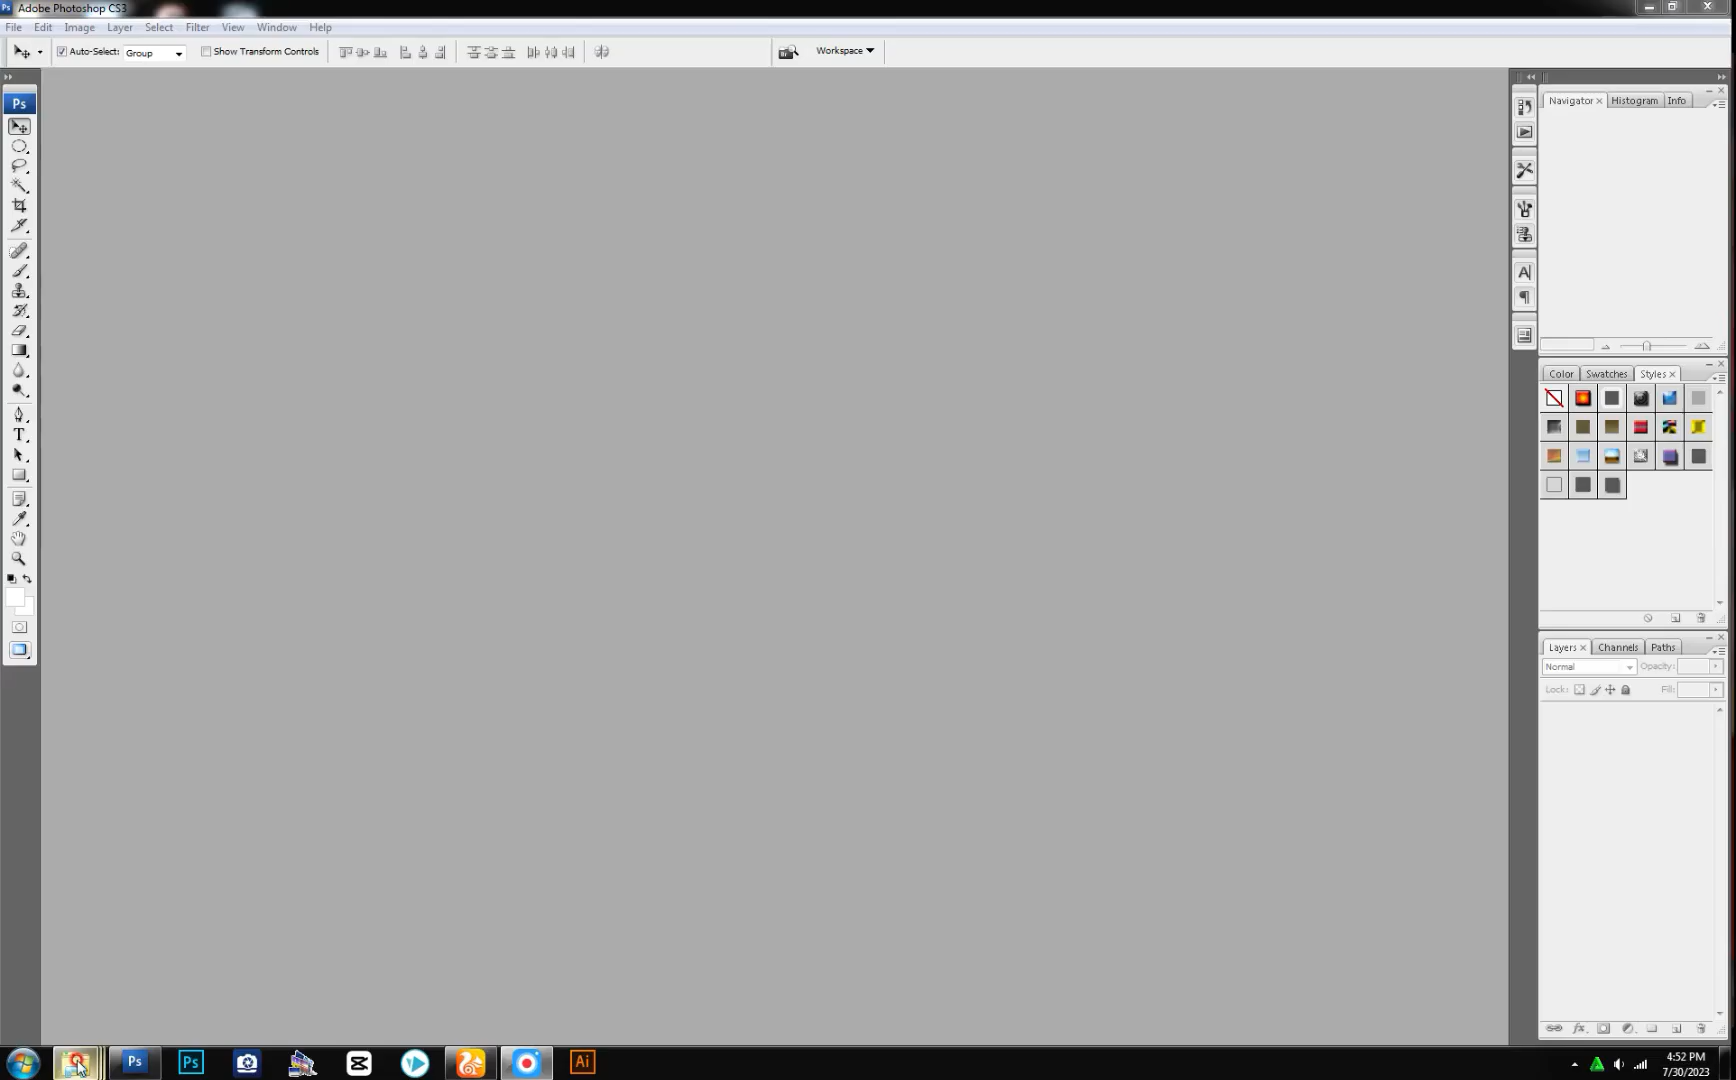 Ps Adobe Photoshop CS3
File Edit Image Layer Select Filter View Window Help
Auto-Select: Group Show Transform Controls Workspace
Ps
Navigator Histogram Info
A
T
Color Swatches Styles
Layers Channels Paths
Normal Opacity:
Lock: Fill:
fx
Ps Ps Ai
4:52 PM
7/30/2023